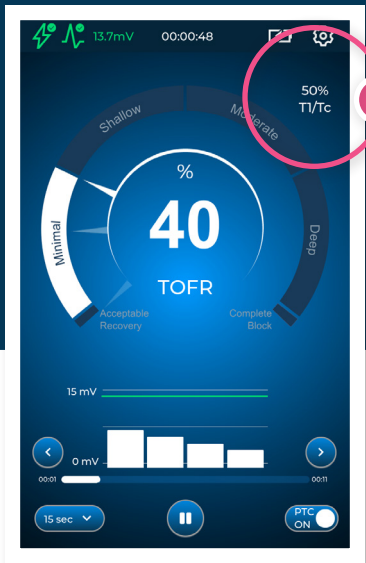 13.7mV 00:00:48
50%
T1/Tc
Shallow
Moderate
Minimal
Deep
%
40
TOFR
Acceptable
Recovery
Complete
Block
15 mV
0 mV
00:01
00:11
15 sec
PTC
ON